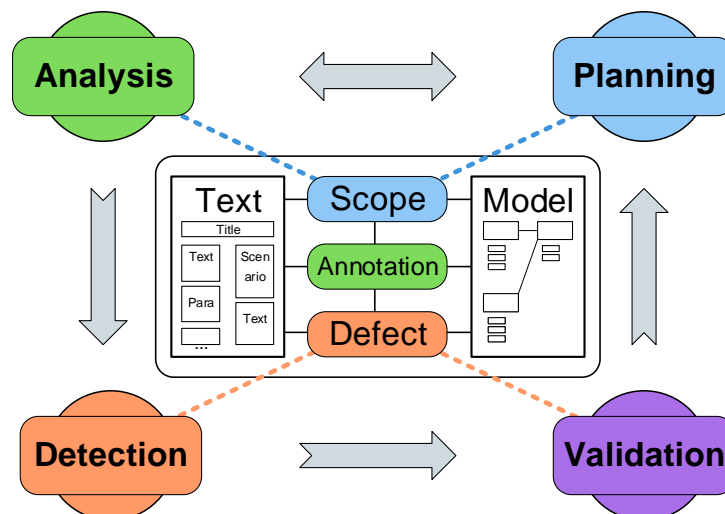 Analysis
Planning
Text
Scope
Model
Title
Text
Scen
ario
Annotation
Para
Text
Defect
...
Detection
Validation